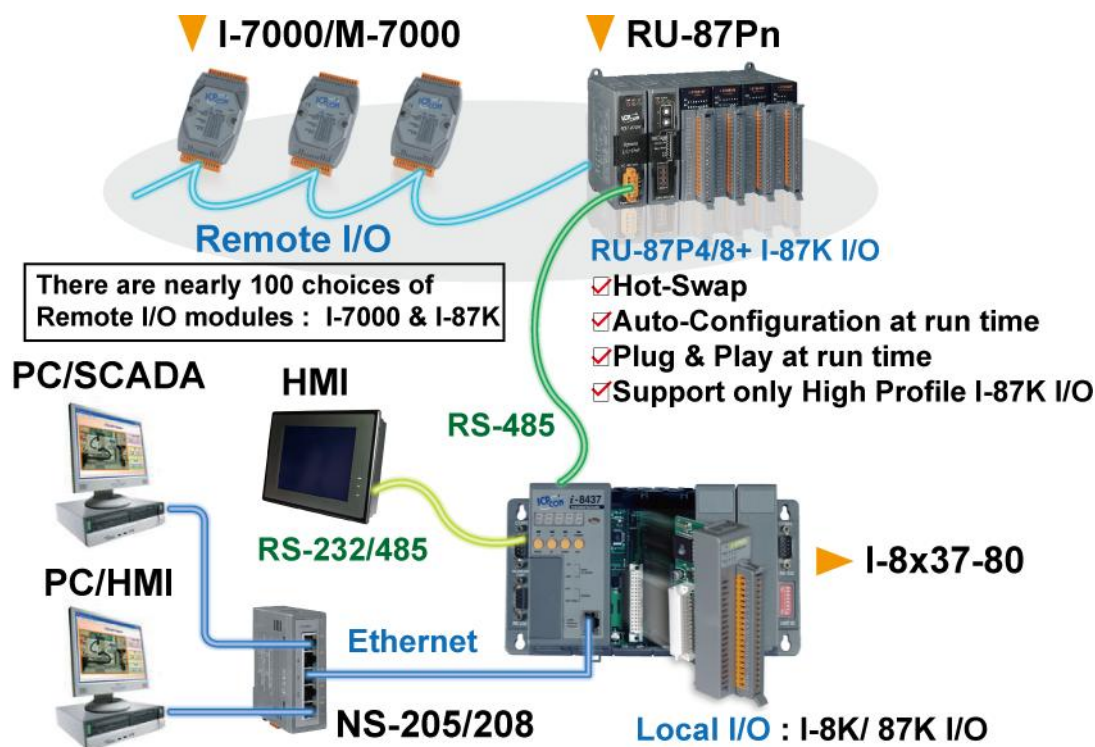 I-7000/M-7000
RU-87Pn
Remote I/O
There are nearly 100 choices of
Remote I/O modules : I-7000 & I-87K
RU-87P4/8+ I-87K I/O
Hot-Swap
Auto-Configuration at run time
Plug & Play at run time
Support only High Profile I-87K I/O
PC/SCADA
HMI
RS-485
RS-232/485
i-8437
I-8x37-80
PC/HMI
Ethernet
NS-205/208
Local I/O : I-8K/ 87K I/O